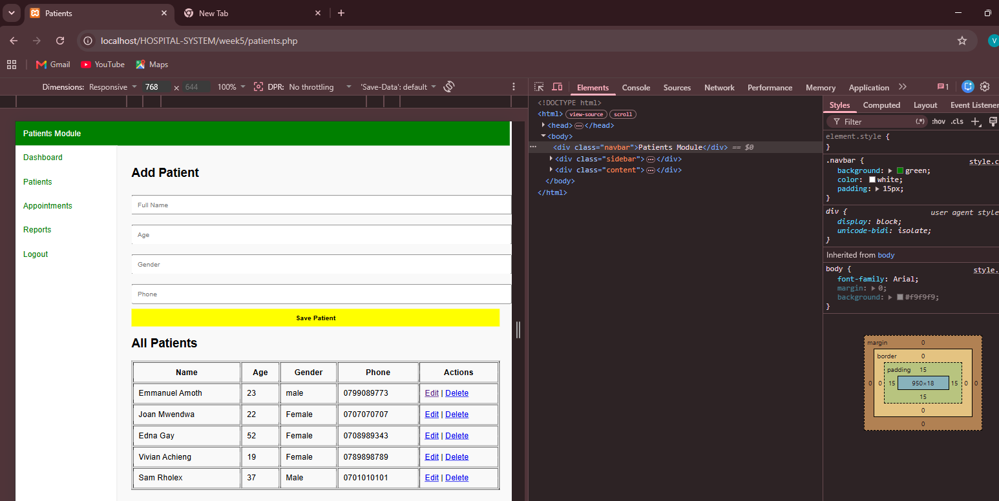 Patients
New Tab
localhost/HOSPITAL-SYSTEM/week5/patients.php
V
Gmail YouTube Maps
Dimensions: Responsive 768 × 644 100% DPR: No throttling 'Save-Data': default
Elements Console Sources Network Performance Memory Application 1
Patients Module
Dashboard
Patients
Appointments
Reports
Logout
Add Patient
Full Name
Age
Gender
Phone
Save Patient
All Patients
Name Age Gender Phone Actions
Emmanuel Amoth 23 male 0799089773 Edit | Delete
Joan Mwendwa 22 Female 0707070707 Edit | Delete
Edna Gay 52 Female 0708989343 Edit | Delete
Vivian Achieng 19 Female 0789898789 Edit | Delete
Sam Rholex 37 Male 0701010101 Edit | Delete
<!DOCTYPE html>
<html> view-source scroll
<head> ⋯ </head>
<body>
<div class="navbar">Patients Module</div> == $0
<div class="sidebar"> ⋯ </div>
<div class="content"> ⋯ </div>
</body>
</html>
Styles Computed Layout Event Listener
Filter (.*) :hov .cls
element.style {
}
.navbar { style.c
background: green;
color: white;
padding: 15px;
}
div { user agent style
display: block;
unicode-bidi: isolate;
}
Inherited from body
body { style.
font-family: Arial;
margin: 0;
background: #f9f9f9;
}
margin 0
border 0
padding 15
0 0 15 950×18 15 0 0
15
0
0